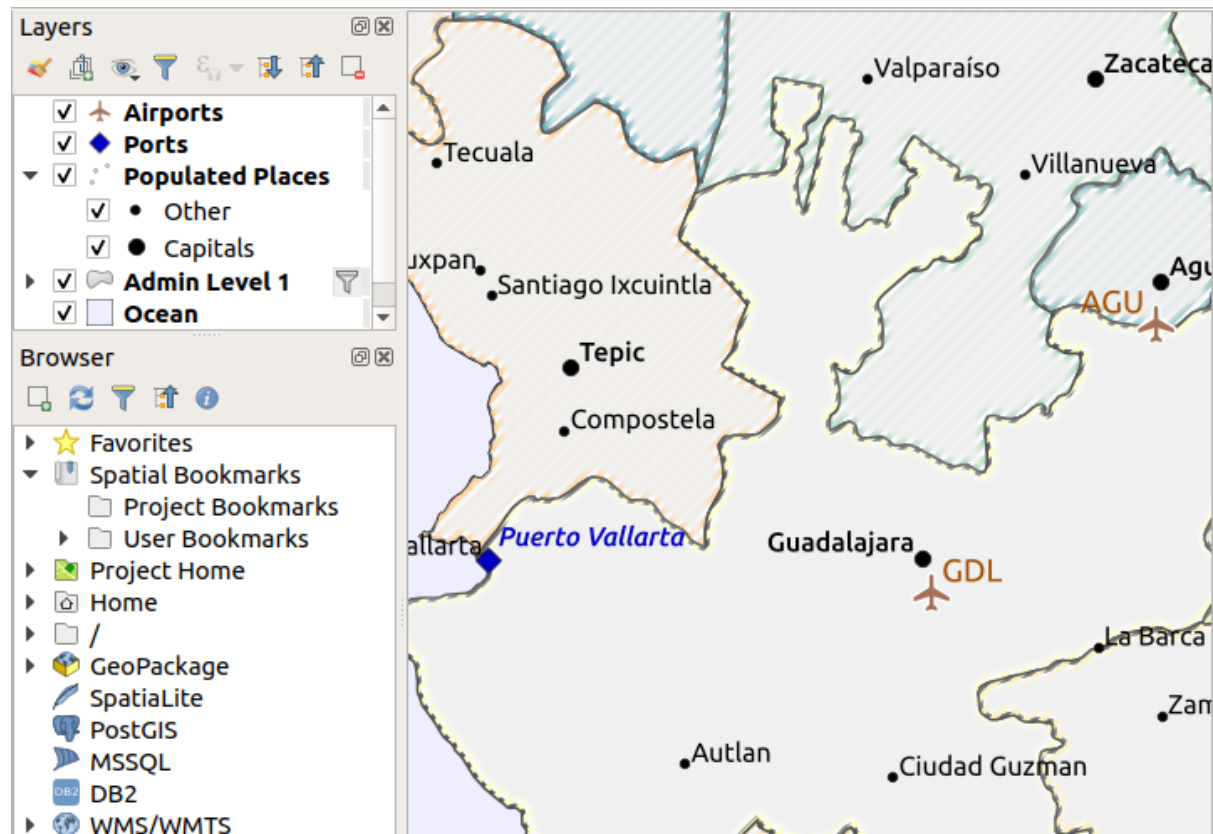 Layers
Airports
Ports
Populated Places
Other
Capitals
Admin Level 1
Ocean
Browser
Favorites
Spatial Bookmarks
Project Bookmarks
User Bookmarks
Project Home
Home
/
GeoPackage
SpatiaLite
PostGIS
MSSQL
DB2
DB2
WMS/WMTS
Valparaíso
Zacateca
Tecuala
Villanueva
uxpan
Santiago Ixcuintla
Agu
AGU
Tepic
Compostela
allarta
Puerto Vallarta
Guadalajara
GDL
La Barca
Zam
Autlan
Ciudad Guzman